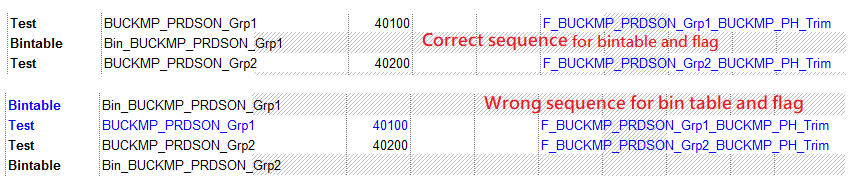 Test BUCKMP_PRDSON_Grp1 40100 F_BUCKMP_PRDSON_Grp1_BUCKMP_PH_Trim
Bintable Bin_BUCKMP_PRDSON_Grp1 Correct sequence for bintable and flag
Test BUCKMP_PRDSON_Grp2 40200 F_BUCKMP_PRDSON_Grp2_BUCKMP_PH_Trim
Bintable Bin_BUCKMP_PRDSON_Grp1 Wrong sequence for bin table and flag
Test BUCKMP_PRDSON_Grp1 40100 F_BUCKMP_PRDSON_Grp1_BUCKMP_PH_Trim
Test BUCKMP_PRDSON_Grp2 40200 F_BUCKMP_PRDSON_Grp2_BUCKMP_PH_Trim
Bintable Bin_BUCKMP_PRDSON_Grp2